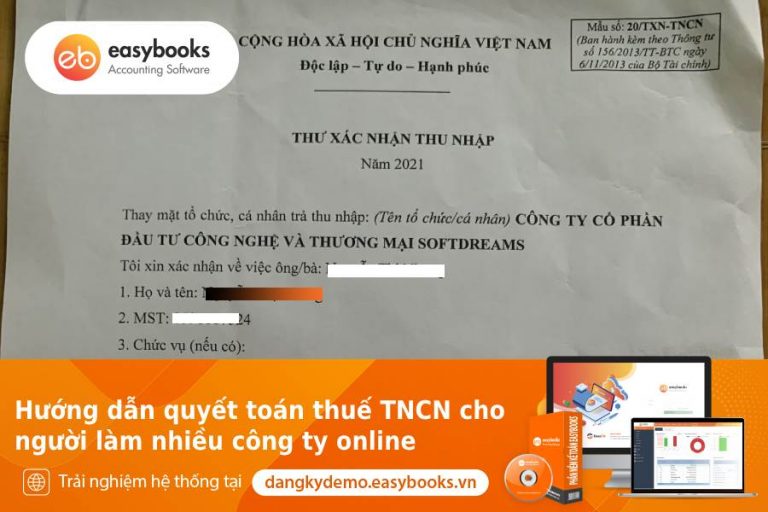 easybooks
Accounting Software
CỘNG HÒA XÃ HỘI CHỦ NGHĨA VIỆT NAM
Độc lập – Tự do – Hạnh phúc
Mẫu số: 20/TXN-TNCN
(Ban hành kèm theo Thông tư
số 156/2013/TT-BTC ngày
6/11/2013 của Bộ Tài chính)
THƯ XÁC NHẬN THU NHẬP
Năm 2021
Thay mặt tổ chức, cá nhân trả thu nhập: (Tên tổ chức/cá nhân) CÔNG TY CỔ PHẦN
ĐẦU TƯ CÔNG NGHỆ VÀ THƯƠNG MẠI SOFTDREAMS
Tôi xin xác nhận về việc ông/bà:
1. Họ và tên:
2. MST: 24
3. Chức vụ (nếu có):
Hướng dẫn quyết toán thuế TNCN cho
người làm nhiều công ty online
Trải nghiệm hệ thống tại dangkydemo.easybooks.vn
easybooks
easybooks
PHẦN MỀM KẾ TOÁN EASYBOOKS